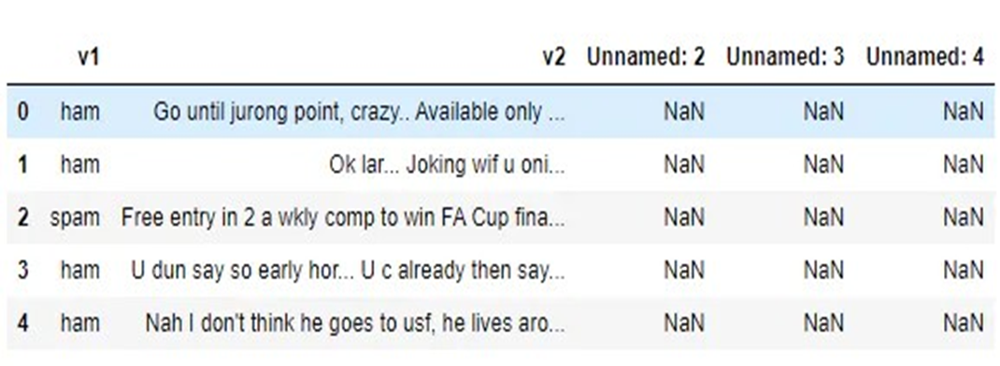 v1 v2 Unnamed: 2 Unnamed: 3 Unnamed: 4
0 ham Go until jurong point, crazy.. Available only ... NaN NaN NaN
1 ham Ok lar... Joking wif u oni... NaN NaN NaN
2 spam Free entry in 2 a wkly comp to win FA Cup fina... NaN NaN NaN
3 ham U dun say so early hor... U c already then say... NaN NaN NaN
4 ham Nah I don't think he goes to usf, he lives aro... NaN NaN NaN